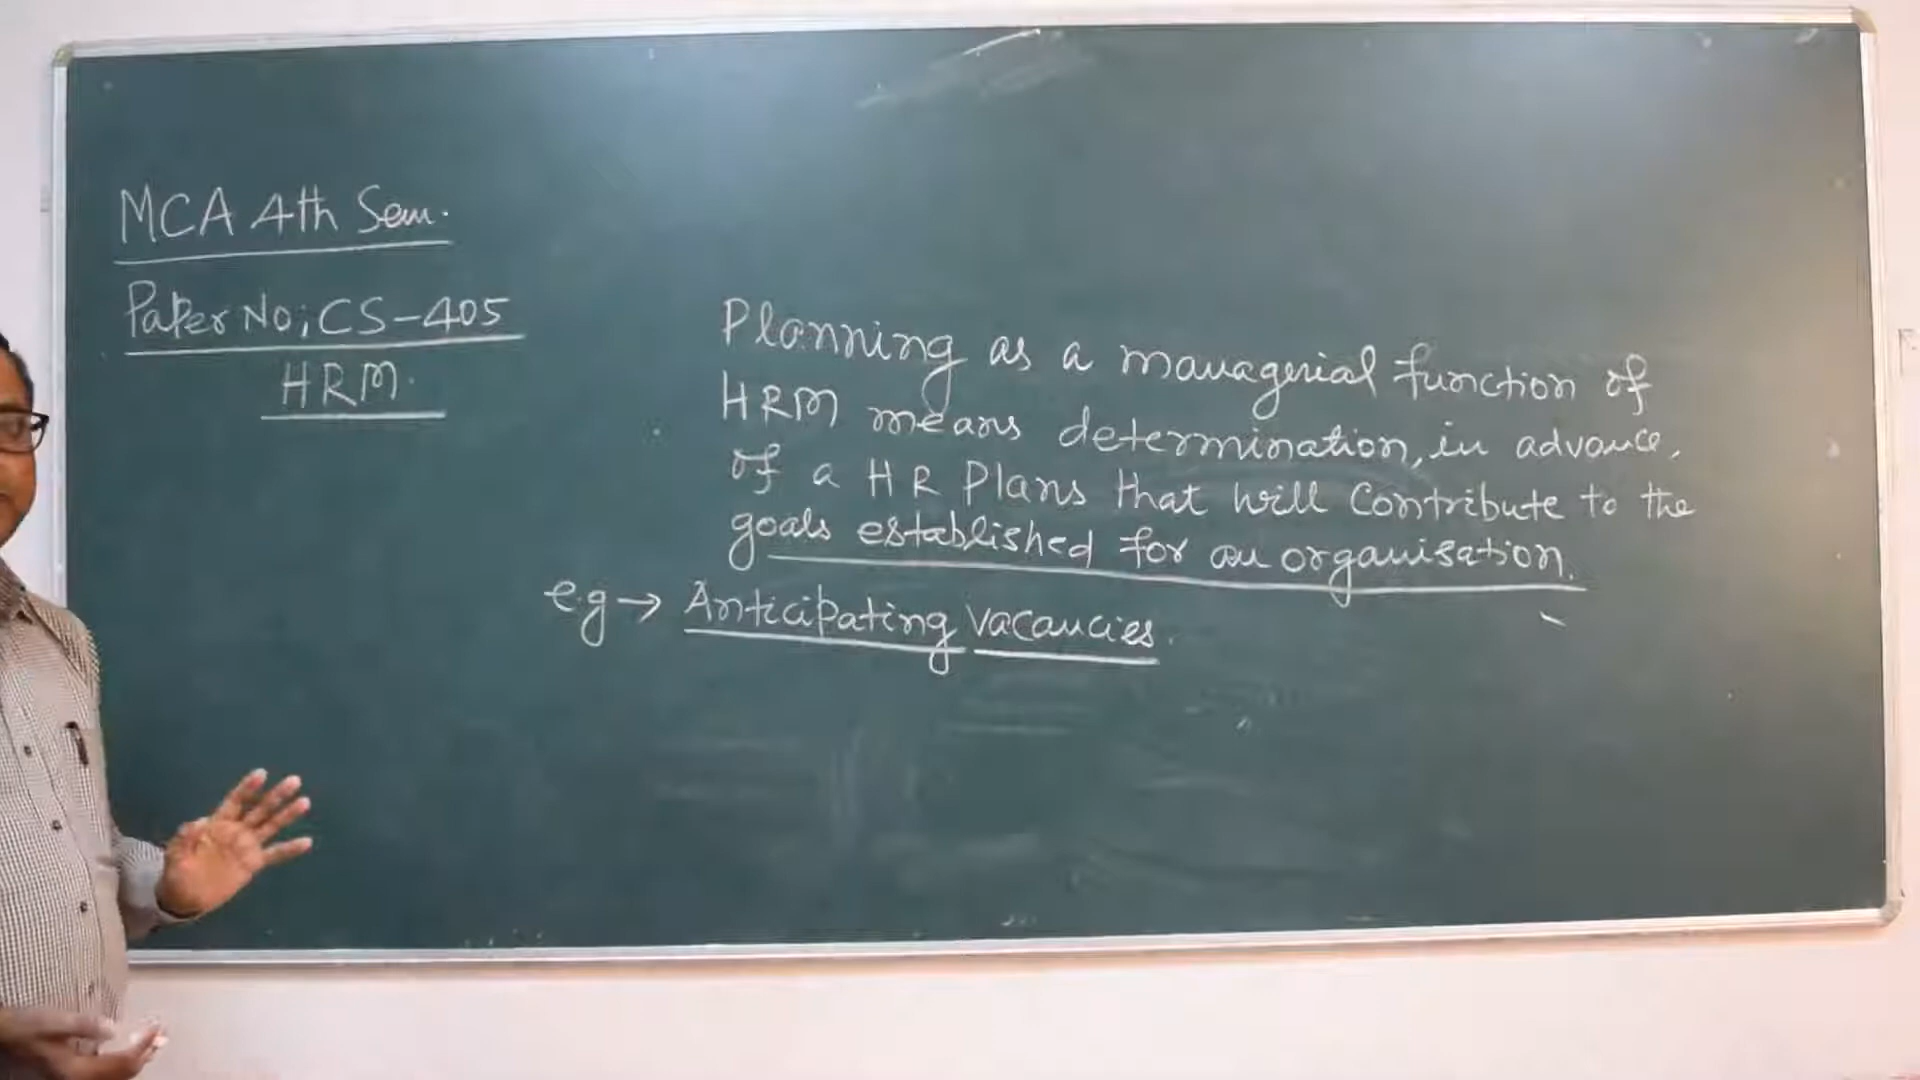 MCA 4th Sem.
Paper No; CS-405
HRM.
Planning as a managerial function of
HRM means determination, in advance,
of a HR Plans that will contribute to the
goals established for an organisation.
e.g → Anticipating vacancies.